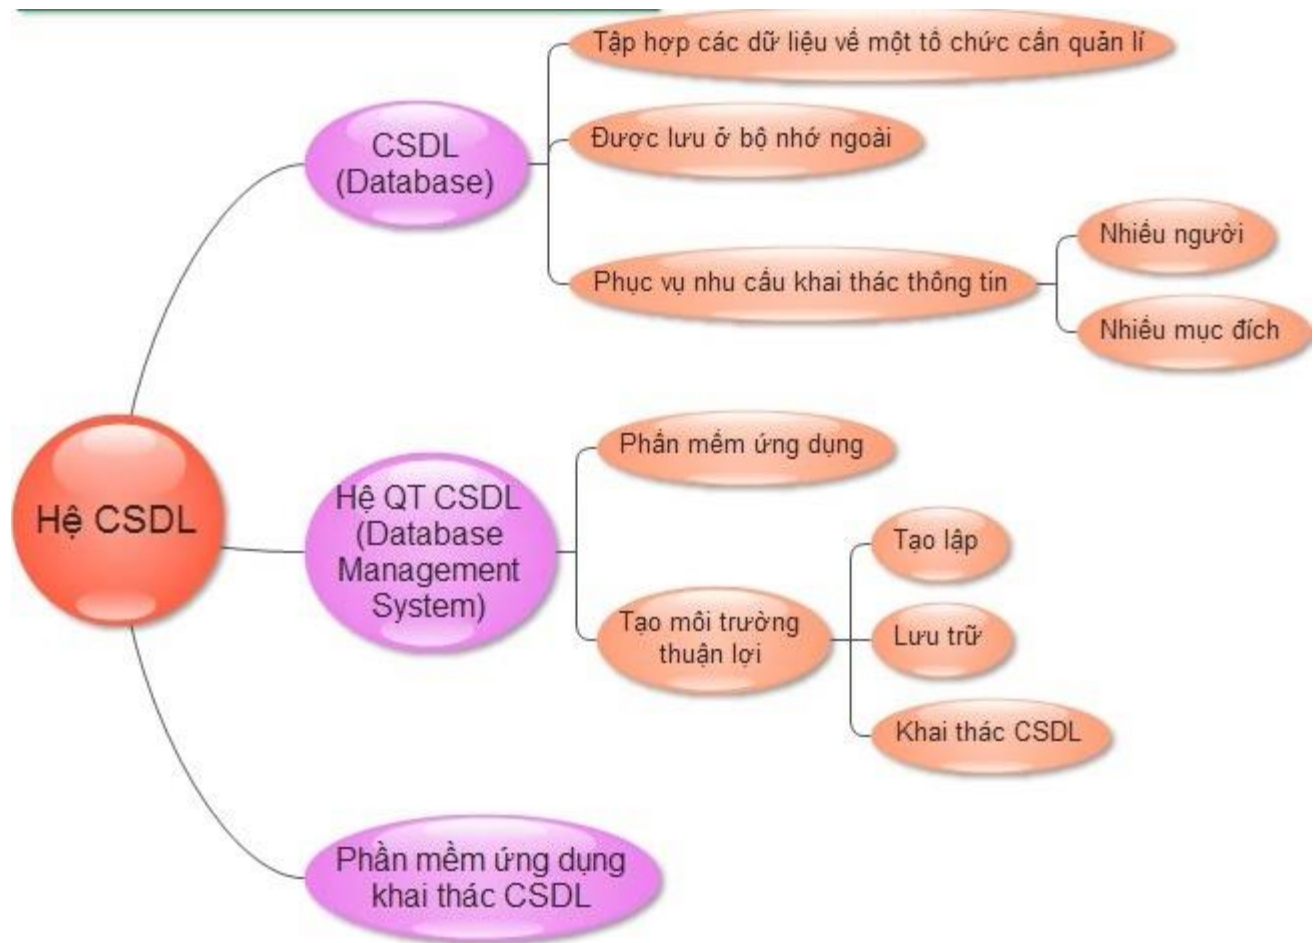 Tập hợp các dữ liệu về một tổ chức cần quản lí
CSDL
(Database)
Được lưu ở bộ nhớ ngoài
Phục vụ nhu cầu khai thác thông tin
Nhiều người
Nhiều mục đích
Hệ CSDL
Hệ QT CSDL
(Database
Management
System)
Phần mềm ứng dụng
Tạo môi trường
thuận lợi
Tạo lập
Lưu trữ
Khai thác CSDL
Phần mềm ứng dụng
khai thác CSDL